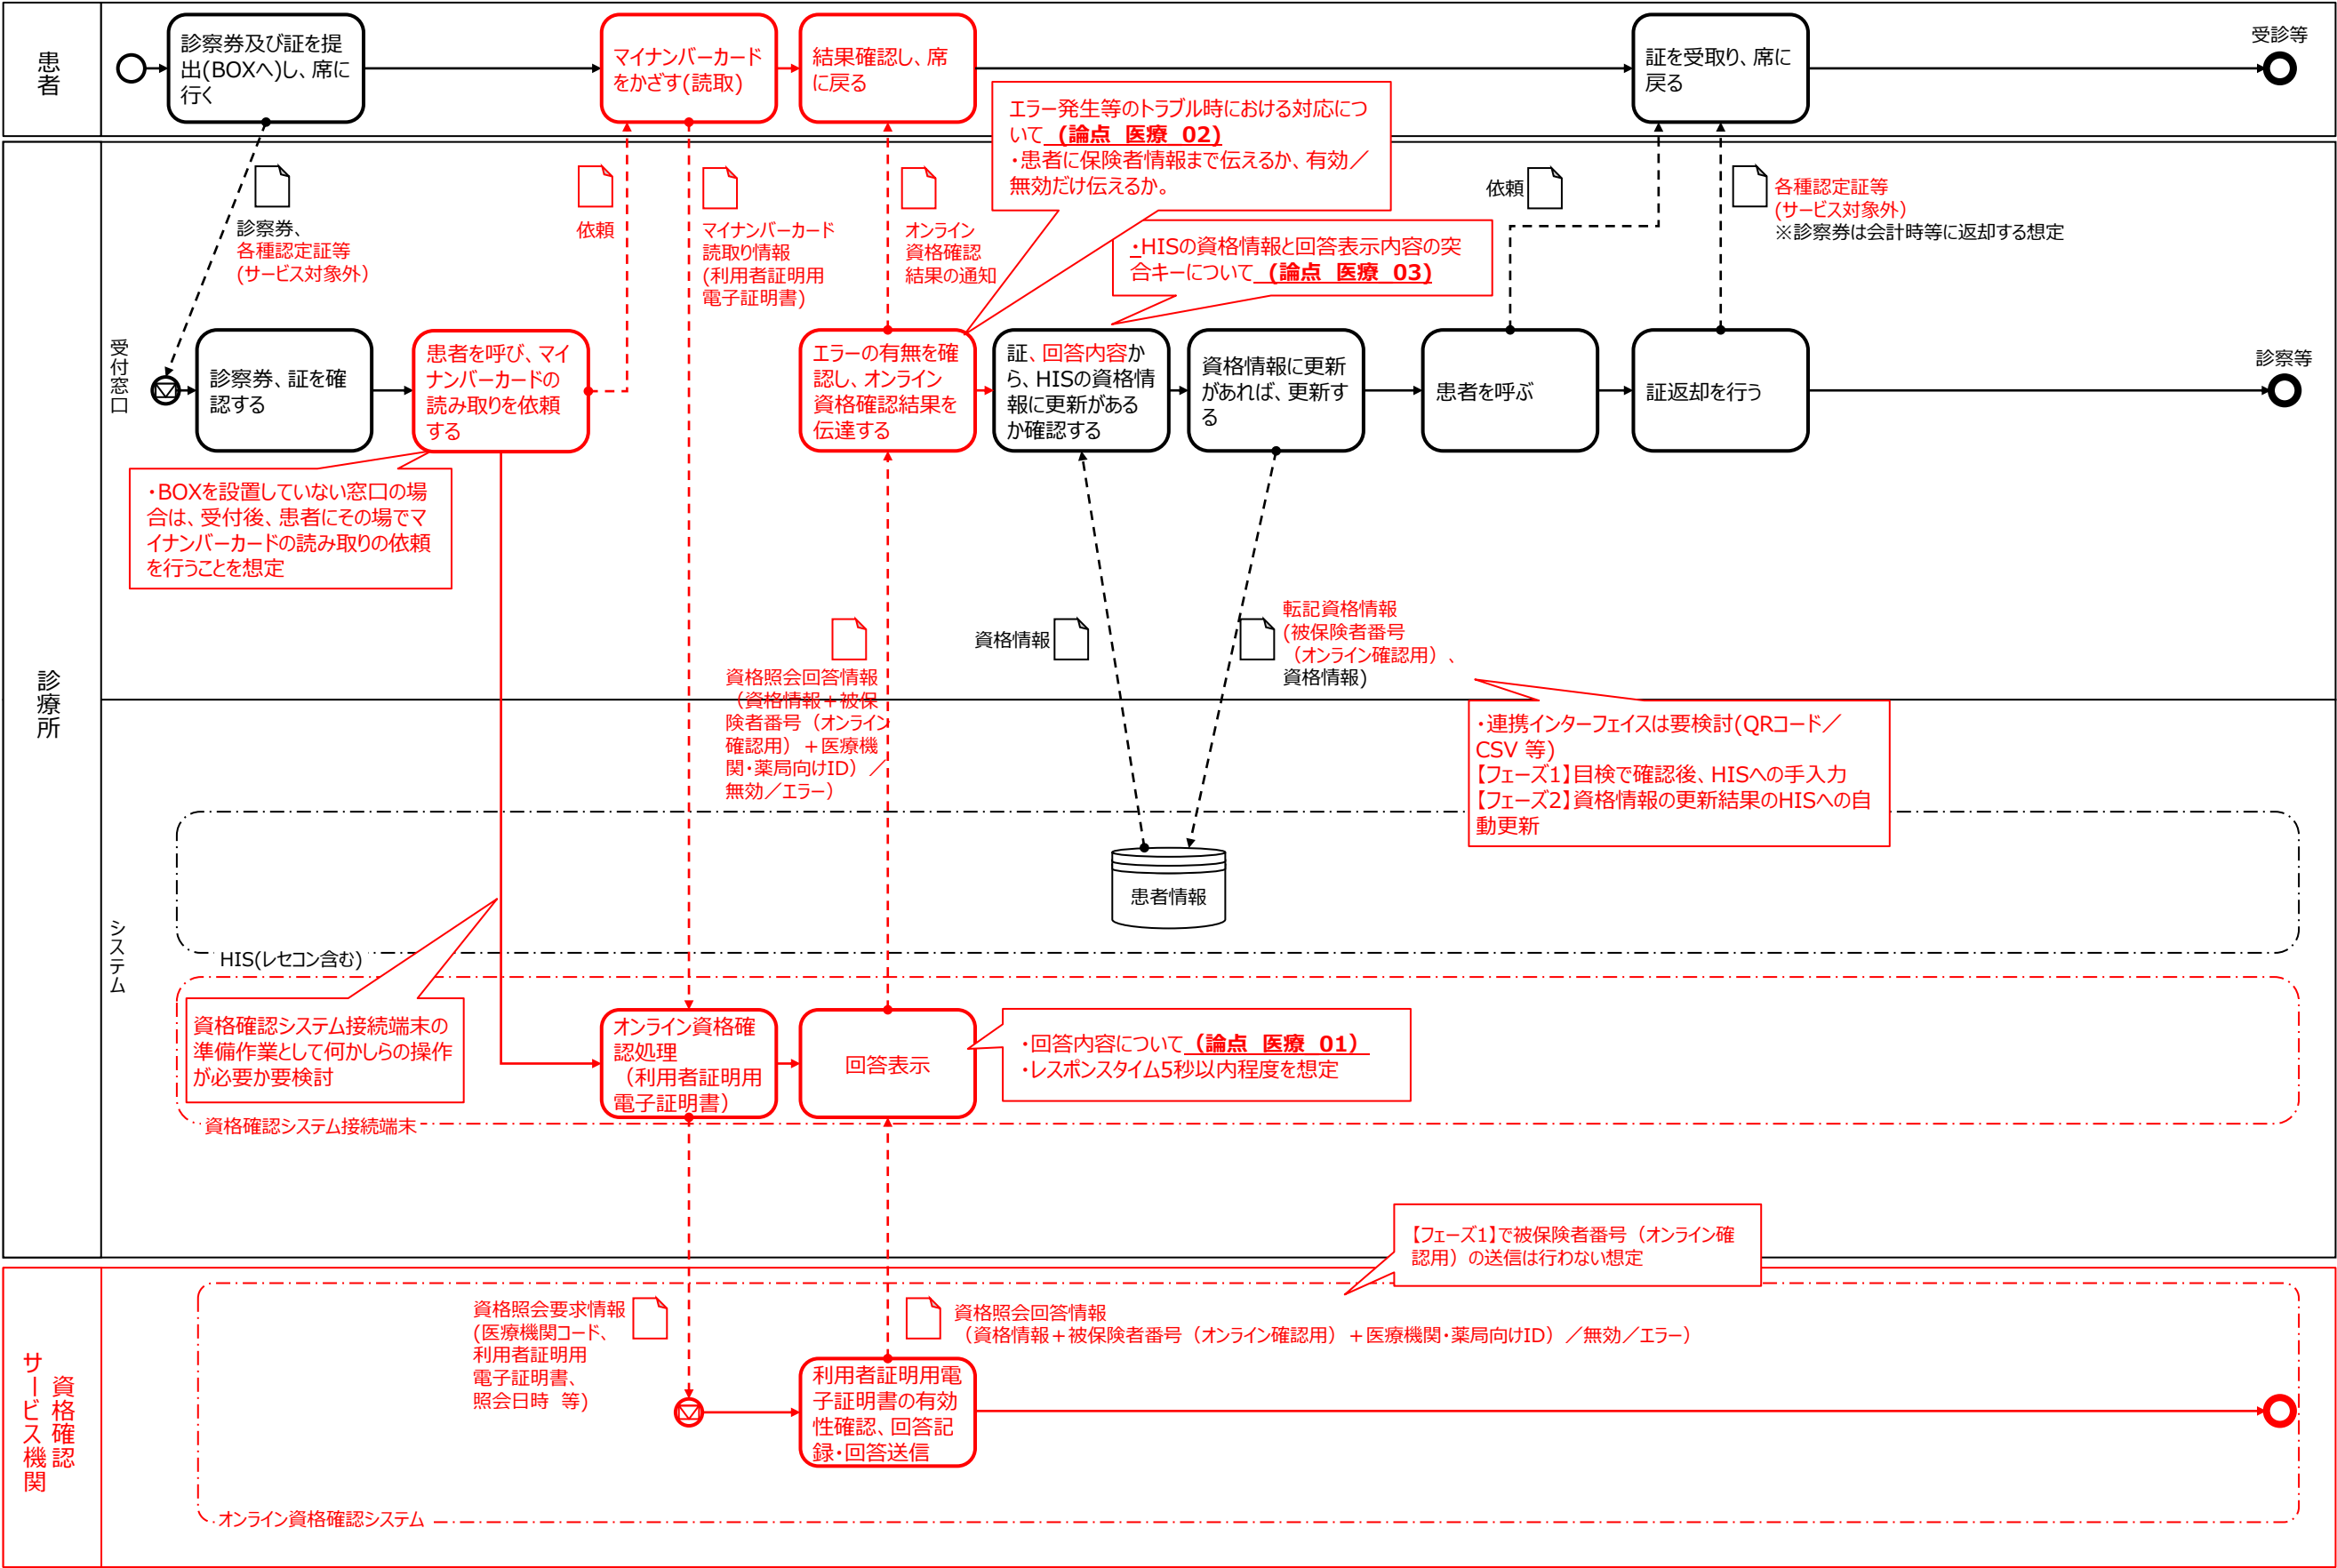 患者
診察券及び証を提
出(BOXへ)し、席に
行く
マイナンバーカード
をかざす(読取)
結果確認し、席
に戻る
証を受取り、席に
戻る
受診等
エラー発生等のトラブル時における対応につ
いて (論点 医療 02)
・患者に保険者情報まで伝えるか、有効／
無効だけ伝えるか。
診療所
受付窓口
診察券、
各種認定証等
(サービス対象外)
依頼
マイナンバーカード
読取り情報
(利用者証明用
電子証明書)
オンライン
資格確認
結果の通知
・HISの資格情報と回答表示内容の突
合キーについて (論点 医療 03)
依頼
各種認定証等
(サービス対象外)
※診察券は会計時等に返却する想定
診察券、証を確
認する
患者を呼び、マイ
ナンバーカードの
読み取りを依頼
する
エラーの有無を確
認し、オンライン
資格確認結果を
伝達する
証、回答内容か
ら、HISの資格情
報に更新がある
か確認する
資格情報に更新
があれば、更新す
る
患者を呼ぶ
証返却を行う
診察等
・BOXを設置していない窓口の場
合は、受付後、患者にその場でマ
イナンバーカードの読み取りの依頼
を行うことを想定
資格照会回答情報
（資格情報＋被保
険者番号（オンライン
確認用）＋医療機
関・薬局向けID）／
無効／エラー）
資格情報
転記資格情報
(被保険者番号
（オンライン確認用）、
資格情報)
・連携インターフェイスは要検討(QRコード／
CSV 等)
【フェーズ1】目検で確認後、HISへの手入力
【フェーズ2】資格情報の更新結果のHISへの自
動更新
システム
患者情報
HIS(レセコン含む)
資格確認システム接続端末の
準備作業として何かしらの操作
が必要か要検討
オンライン資格確
認処理
（利用者証明用
電子証明書）
回答表示
・回答内容について（論点 医療 01）
・レスポンスタイム5秒以内程度を想定
資格確認システム接続端末
【フェーズ1】で被保険者番号（オンライン確
認用）の送信は行わない想定
資格確認
サービス機関
資格照会要求情報
(医療機関コード、
利用者証明用
電子証明書、
照会日時 等)
資格照会回答情報
（資格情報＋被保険者番号（オンライン確認用）＋医療機関・薬局向けID）／無効／エラー）
利用者証明用電
子証明書の有効
性確認、回答記
録・回答送信
オンライン資格確認システム